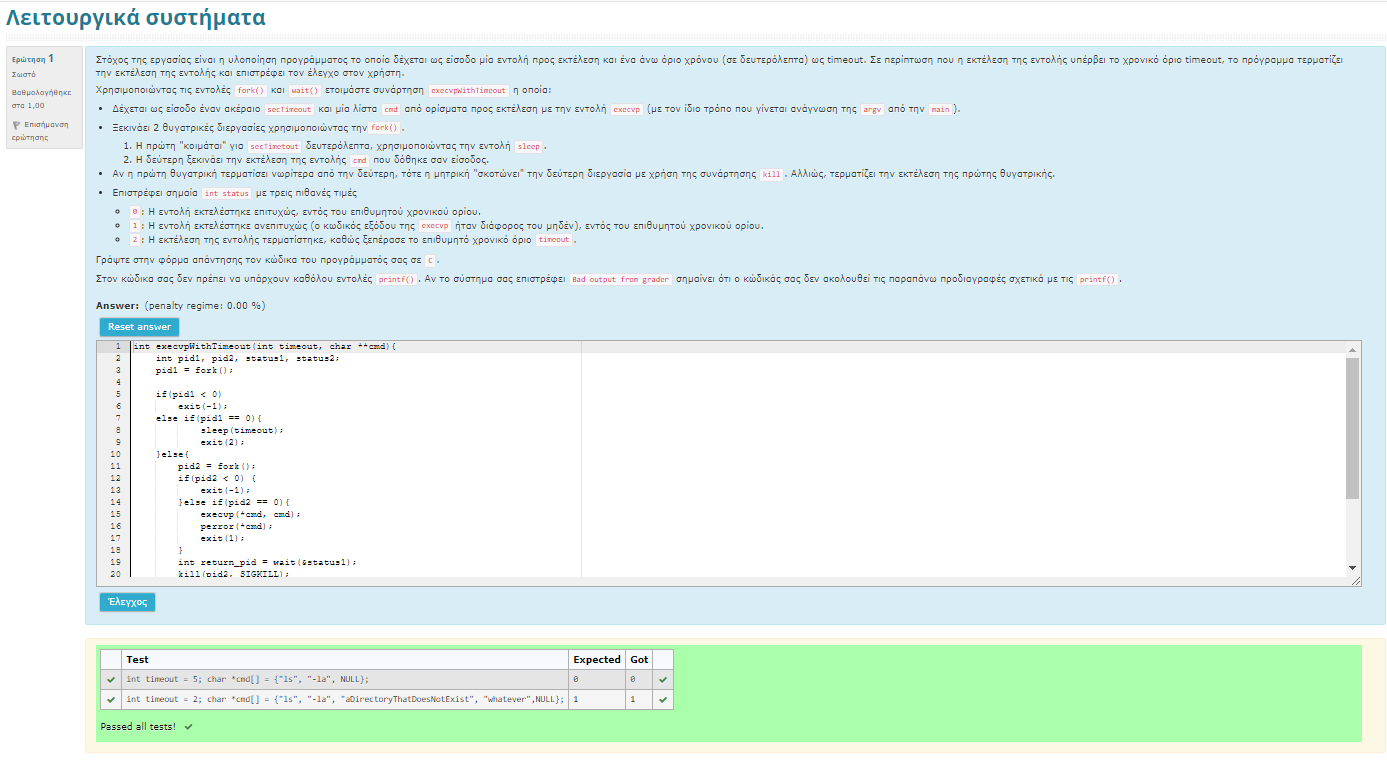 Λειτουργικά συστήματα
Ερώτηση 1
Σωστό
Βαθμολογήθηκε
στα 1,00
Επισήμανση
ερώτησης
Στόχος της εργασίας είναι η υλοποίηση προγράμματος το οποίο δέχεται ως είσοδο μία εντολή προς εκτέλεση και ένα άνω όριο χρόνου (σε δευτερόλεπτα) ως timeout. Σε περίπτωση που η εκτέλεση της εντολής υπέρβει το χρονικό όριο timeout, το πρόγραμμα τερματίζει
την εκτέλεση της εντολής και επιστρέφει τον έλεγχο στον χρήστη.
Χρησιμοποιώντας τις εντολές fork() και wait() ετοιμάστε συνάρτηση execvpWithTimeout η οποία:
• Δέχεται ως είσοδο έναν ακέραιο secTimeout και μία λίστα cmd από ορίσματα προς εκτέλεση με την εντολή execvp (με τον ίδιο τρόπο που γίνεται ανάγνωση της argv από την main ).
• Ξεκινάει 2 θυγατρικές διεργασίες χρησιμοποιώντας την fork() .
1. Η πρώτη "κοιμάται" για secTimetout δευτερόλεπτα, χρησιμοποιώντας την εντολή sleep .
2. Η δεύτερη ξεκινάει την εκτέλεση της εντολής cmd που δόθηκε σαν είσοδος.
• Αν η πρώτη θυγατρική τερματίσει νωρίτερα από την δεύτερη, τότε η μητρική "σκοτώνει" την δεύτερη διεργασία με χρήση της συνάρτησης kill . Αλλιώς, τερματίζει την εκτέλεση της πρώτης θυγατρικής.
• Επιστρέφει σημαία int status με τρεις πιθανές τιμές
0 : Η εντολή εκτελέστηκε επιτυχώς, εντός του επιθυμητού χρονικού ορίου.
1 : Η εντολή εκτελέστηκε ανεπιτυχώς (ο κωδικός εξόδου της execvp ήταν διάφορος του μηδέν), εντός του επιθυμητού χρονικού ορίου.
2 : Η εκτέλεση της εντολής τερματίστηκε, καθώς ξεπέρασε το επιθυμητό χρονικό όριο timeout .
Γράψτε στην φόρμα απάντησης τον κώδικα του προγράμματός σας σε C .
Στον κώδικα σας δεν πρέπει να υπάρχουν καθόλου εντολές printf() . Αν το σύστημα σας επιστρέφει Bad output from grader σημαίνει ότι ο κώδικάς σας δεν ακολουθεί τις παραπάνω προδιαγραφές σχετικά με τις printf() .
Answer: (penalty regime: 0.00 %)
Reset answer
1 int execvpWithTimeout(int timeout, char **cmd){
2 int pid1, pid2, status1, status2;
3 pid1 = fork();
4
5 if(pid1 < 0)
6 exit(-1);
7 else if(pid1 == 0){
8 sleep(timeout);
9 exit(2);
10 }else{
11 pid2 = fork();
12 if(pid2 < 0) {
13 exit(-1);
14 }else if(pid2 == 0){
15 execvp(*cmd, cmd);
16 perror(*cmd);
17 exit(1);
18 }
19 int return_pid = wait(&status1);
20 kill(pid2, SIGKILL);
Έλεγχος
Test Expected Got
int timeout = 5; char *cmd[] = {"ls", "-la", NULL}; 0 0
int timeout = 2; char *cmd[] = {"ls", "-la", "aDirectoryThatDoesNotExist", "whatever",NULL}; 1 1
Passed all tests!